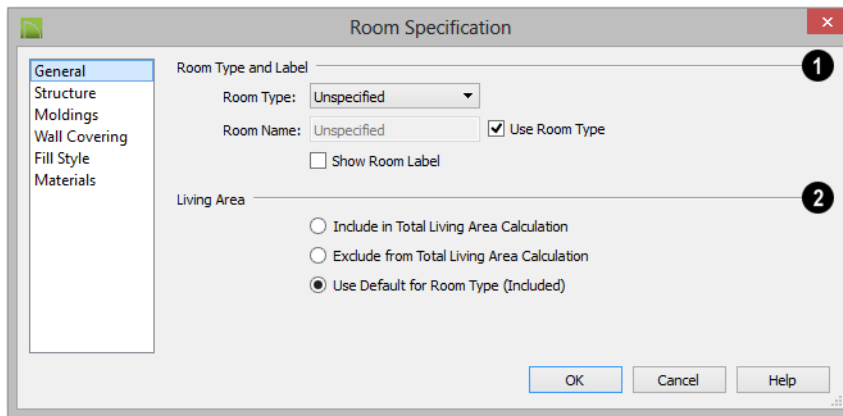 Room Specification
General
Structure
Moldings
Wall Covering
Fill Style
Materials
Room Type and Label
1
Room Type: Unspecified
Room Name: Unspecified Use Room Type
Show Room Label
Living Area
2
Include in Total Living Area Calculation
Exclude from Total Living Area Calculation
Use Default for Room Type (Included)
OK Cancel Help